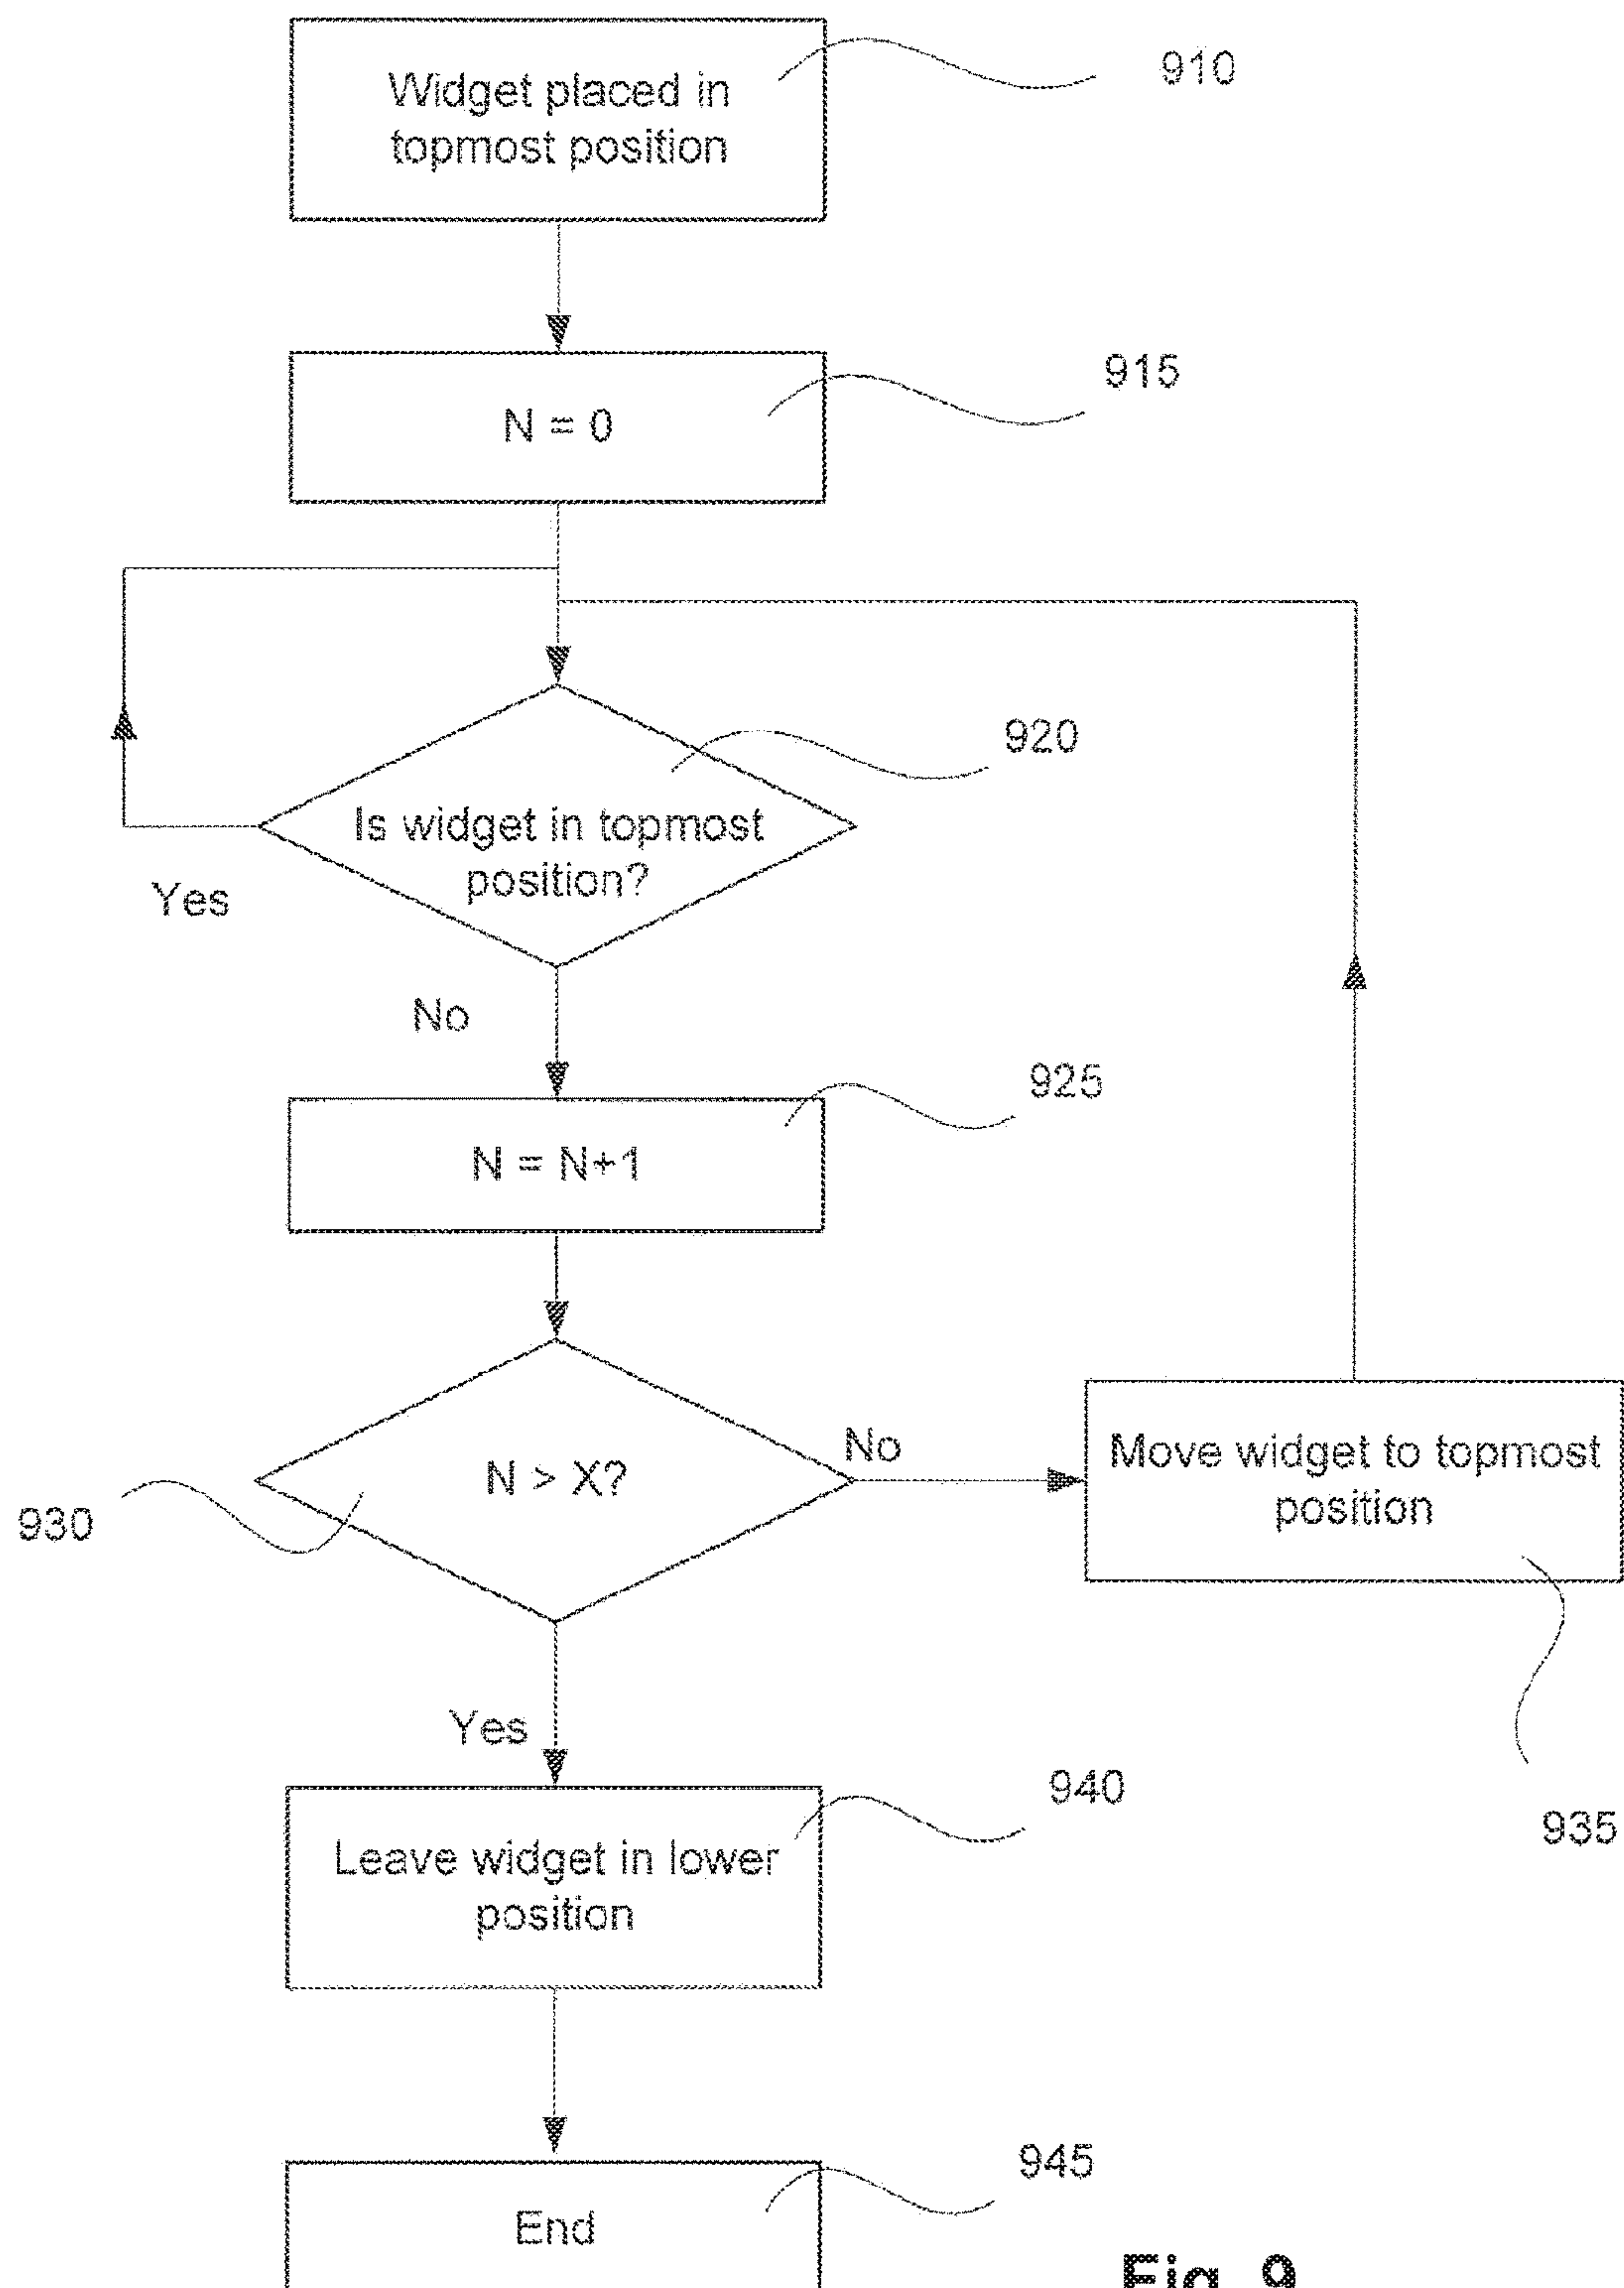 Widget placed in
topmost position
910
N = 0
915
920
Is widget in topmost
position?
Yes
No
925
N = N+1
N > X?
No
930
Move widget to topmost
position
Yes
935
940
Leave widget in lower
position
945
End
Fig. 9